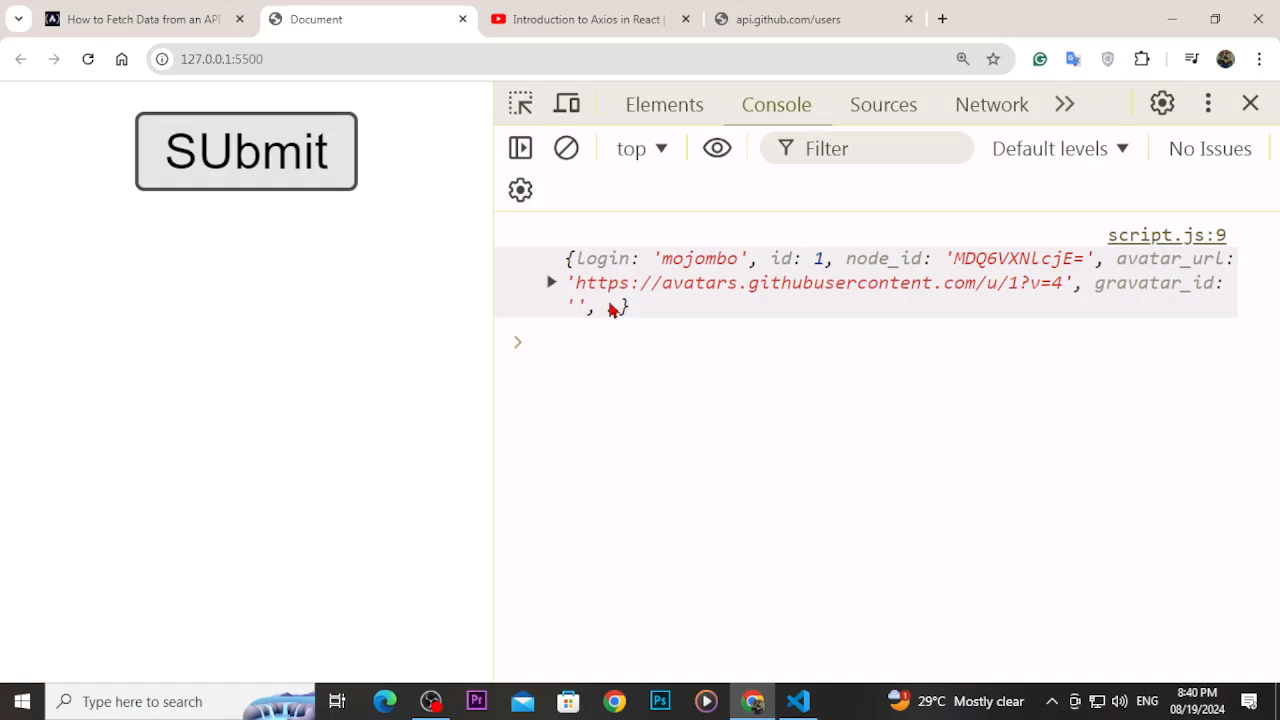 How to Fetch Data from an API
Document
Introduction to Axios in React |
api.github.com/users
127.0.0.1:5500
SUbmit
Elements
Console
Sources
Network
top
Filter
Default levels
No Issues
script.js:9
{login: 'mojombo', id: 1, node_id: 'MDQ6VXNlcjE=', avatar_url:
'https://avatars.githubusercontent.com/u/1?v=4', gravatar_id:
'', …}
Type here to search
Pr
Ps
1
29°C Mostly clear
ENG
8:40 PM
08/19/2024